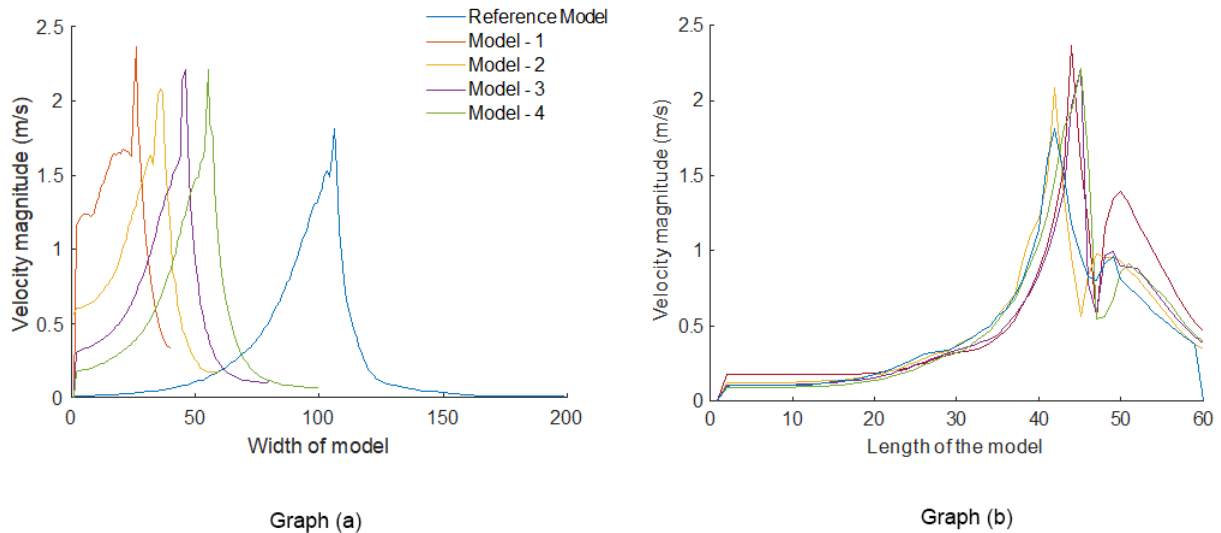 Reference Model
Model - 1
Model - 2
Model - 3
Model - 4
2.5
2
1.5
1
0.5
0
Velocity magnitude (m/s)
0
50
100
150
200
Width of model
Graph (a)
2.5
2
1.5
1
0.5
0
Velocity magnitude (m/s)
0
10
20
30
40
50
60
Length of the model
Graph (b)